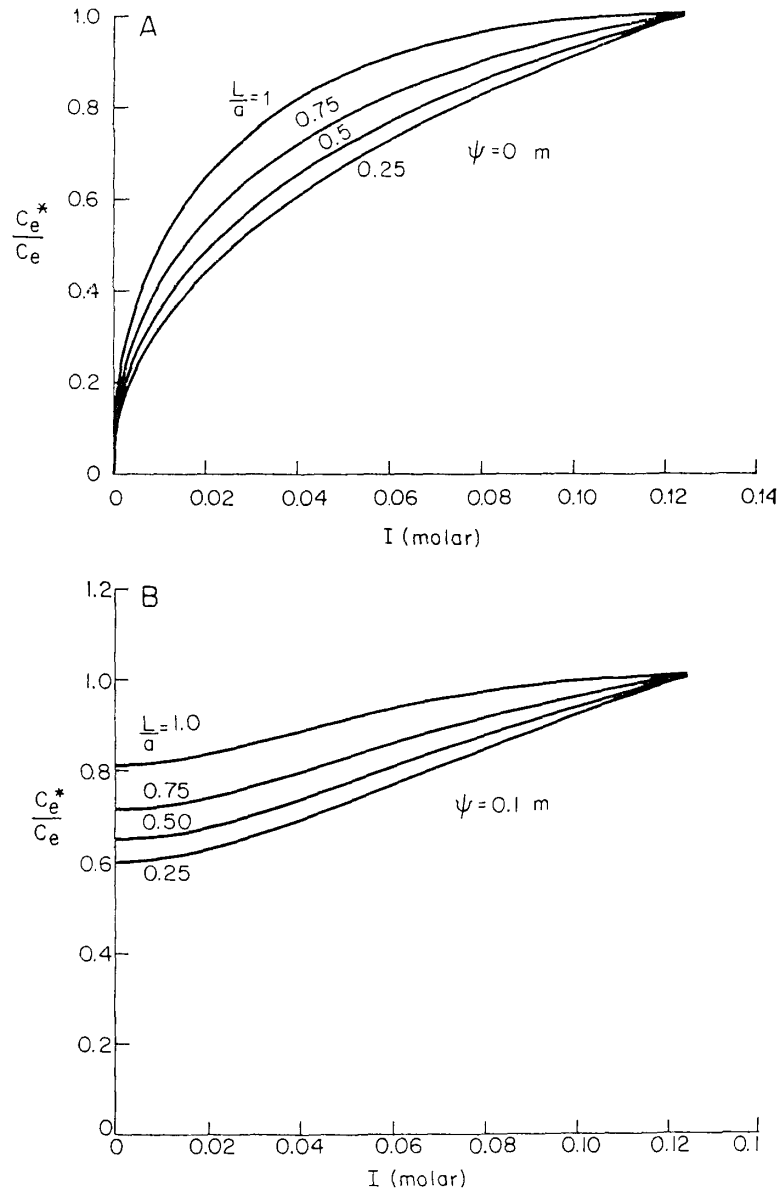 A
1.0
L/a = 1
0.8
0.75
0.5
ψ = 0 m
0.25
0.6
Ce*/Ce
0.4
0.2
0
0 0.02 0.04 0.06 0.08 0.10 0.12 0.14
I (molar)
B
1.2
1.0
L/a = 1.0
0.8
0.75
Ce*/Ce
0.50
ψ = 0.1 m
0.6
0.25
0.4
0.2
0
0 0.02 0.04 0.06 0.08 0.10 0.12 0.1
I (molar)